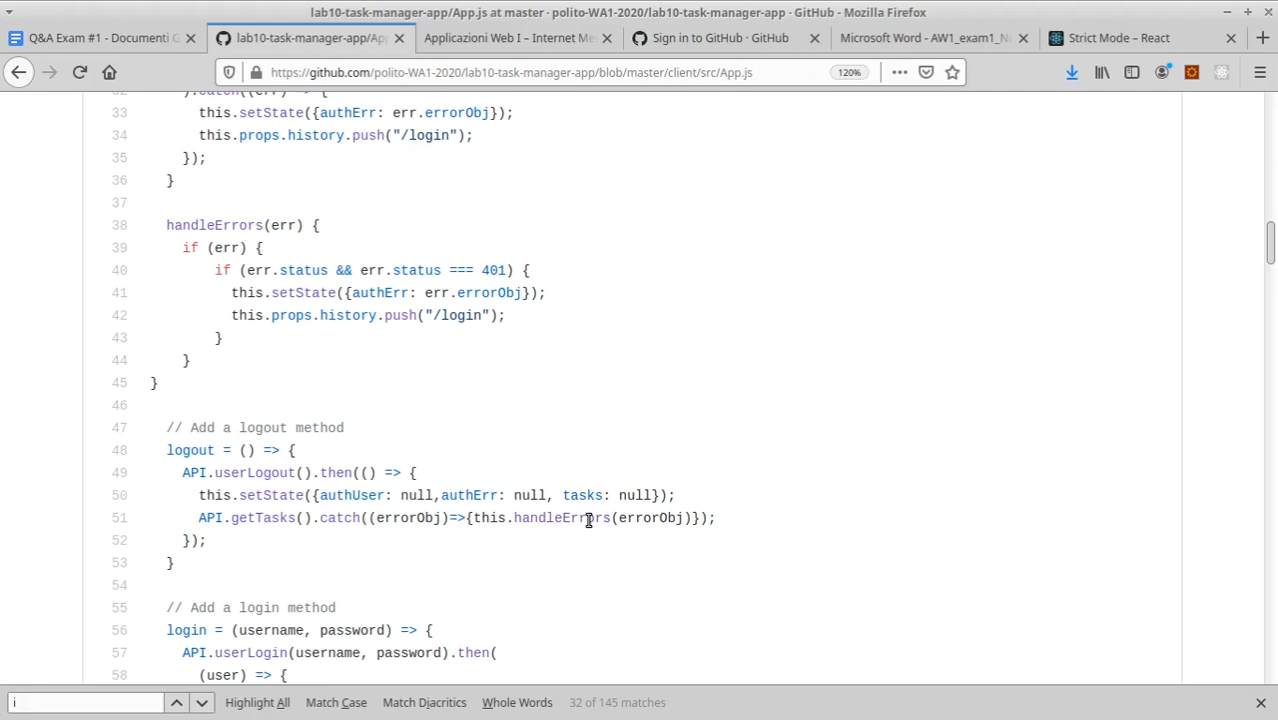 lab10-task-manager-app/App.js at master • polito-WA1-2020/lab10-task-manager-app · GitHub - Mozilla Firefox
Q&A Exam #1 - Documenti G
lab10-task-manager-app/Ap
Applicazioni Web I – Internet Me
Sign in to GitHub · GitHub
Microsoft Word - AW1_exam1_N
Strict Mode – React
https://github.com/polito-WA1-2020/lab10-task-manager-app/blob/master/client/src/App.js
120%
32 ).catch((err) => {
33 this.setState({authErr: err.errorObj});
34 this.props.history.push("/login");
35 });
36 }
37
38 handleErrors(err) {
39 if (err) {
40 if (err.status && err.status === 401) {
41 this.setState({authErr: err.errorObj});
42 this.props.history.push("/login");
43 }
44 }
45 }
46
47 // Add a logout method
48 logout = () => {
49 API.userLogout().then(() => {
50 this.setState({authUser: null,authErr: null, tasks: null});
51 API.getTasks().catch((errorObj)=>{this.handleErrors(errorObj)});
52 });
53 }
54
55 // Add a login method
56 login = (username, password) => {
57 API.userLogin(username, password).then(
58 (user) => {
i
Highlight All
Match Case
Match Diacritics
Whole Words
32 of 145 matches